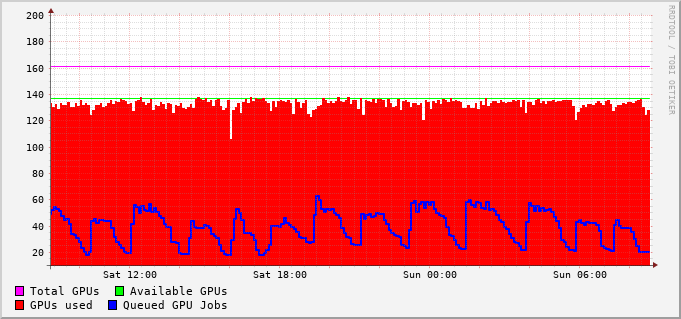 200
180
160
140
120
100
80
60
40
20
Sat 12:00 Sat 18:00 Sun 00:00 Sun 06:00
Total GPUs Available GPUs
GPUs used Queued GPU Jobs
RRDTOOL / TOBI OETIKER